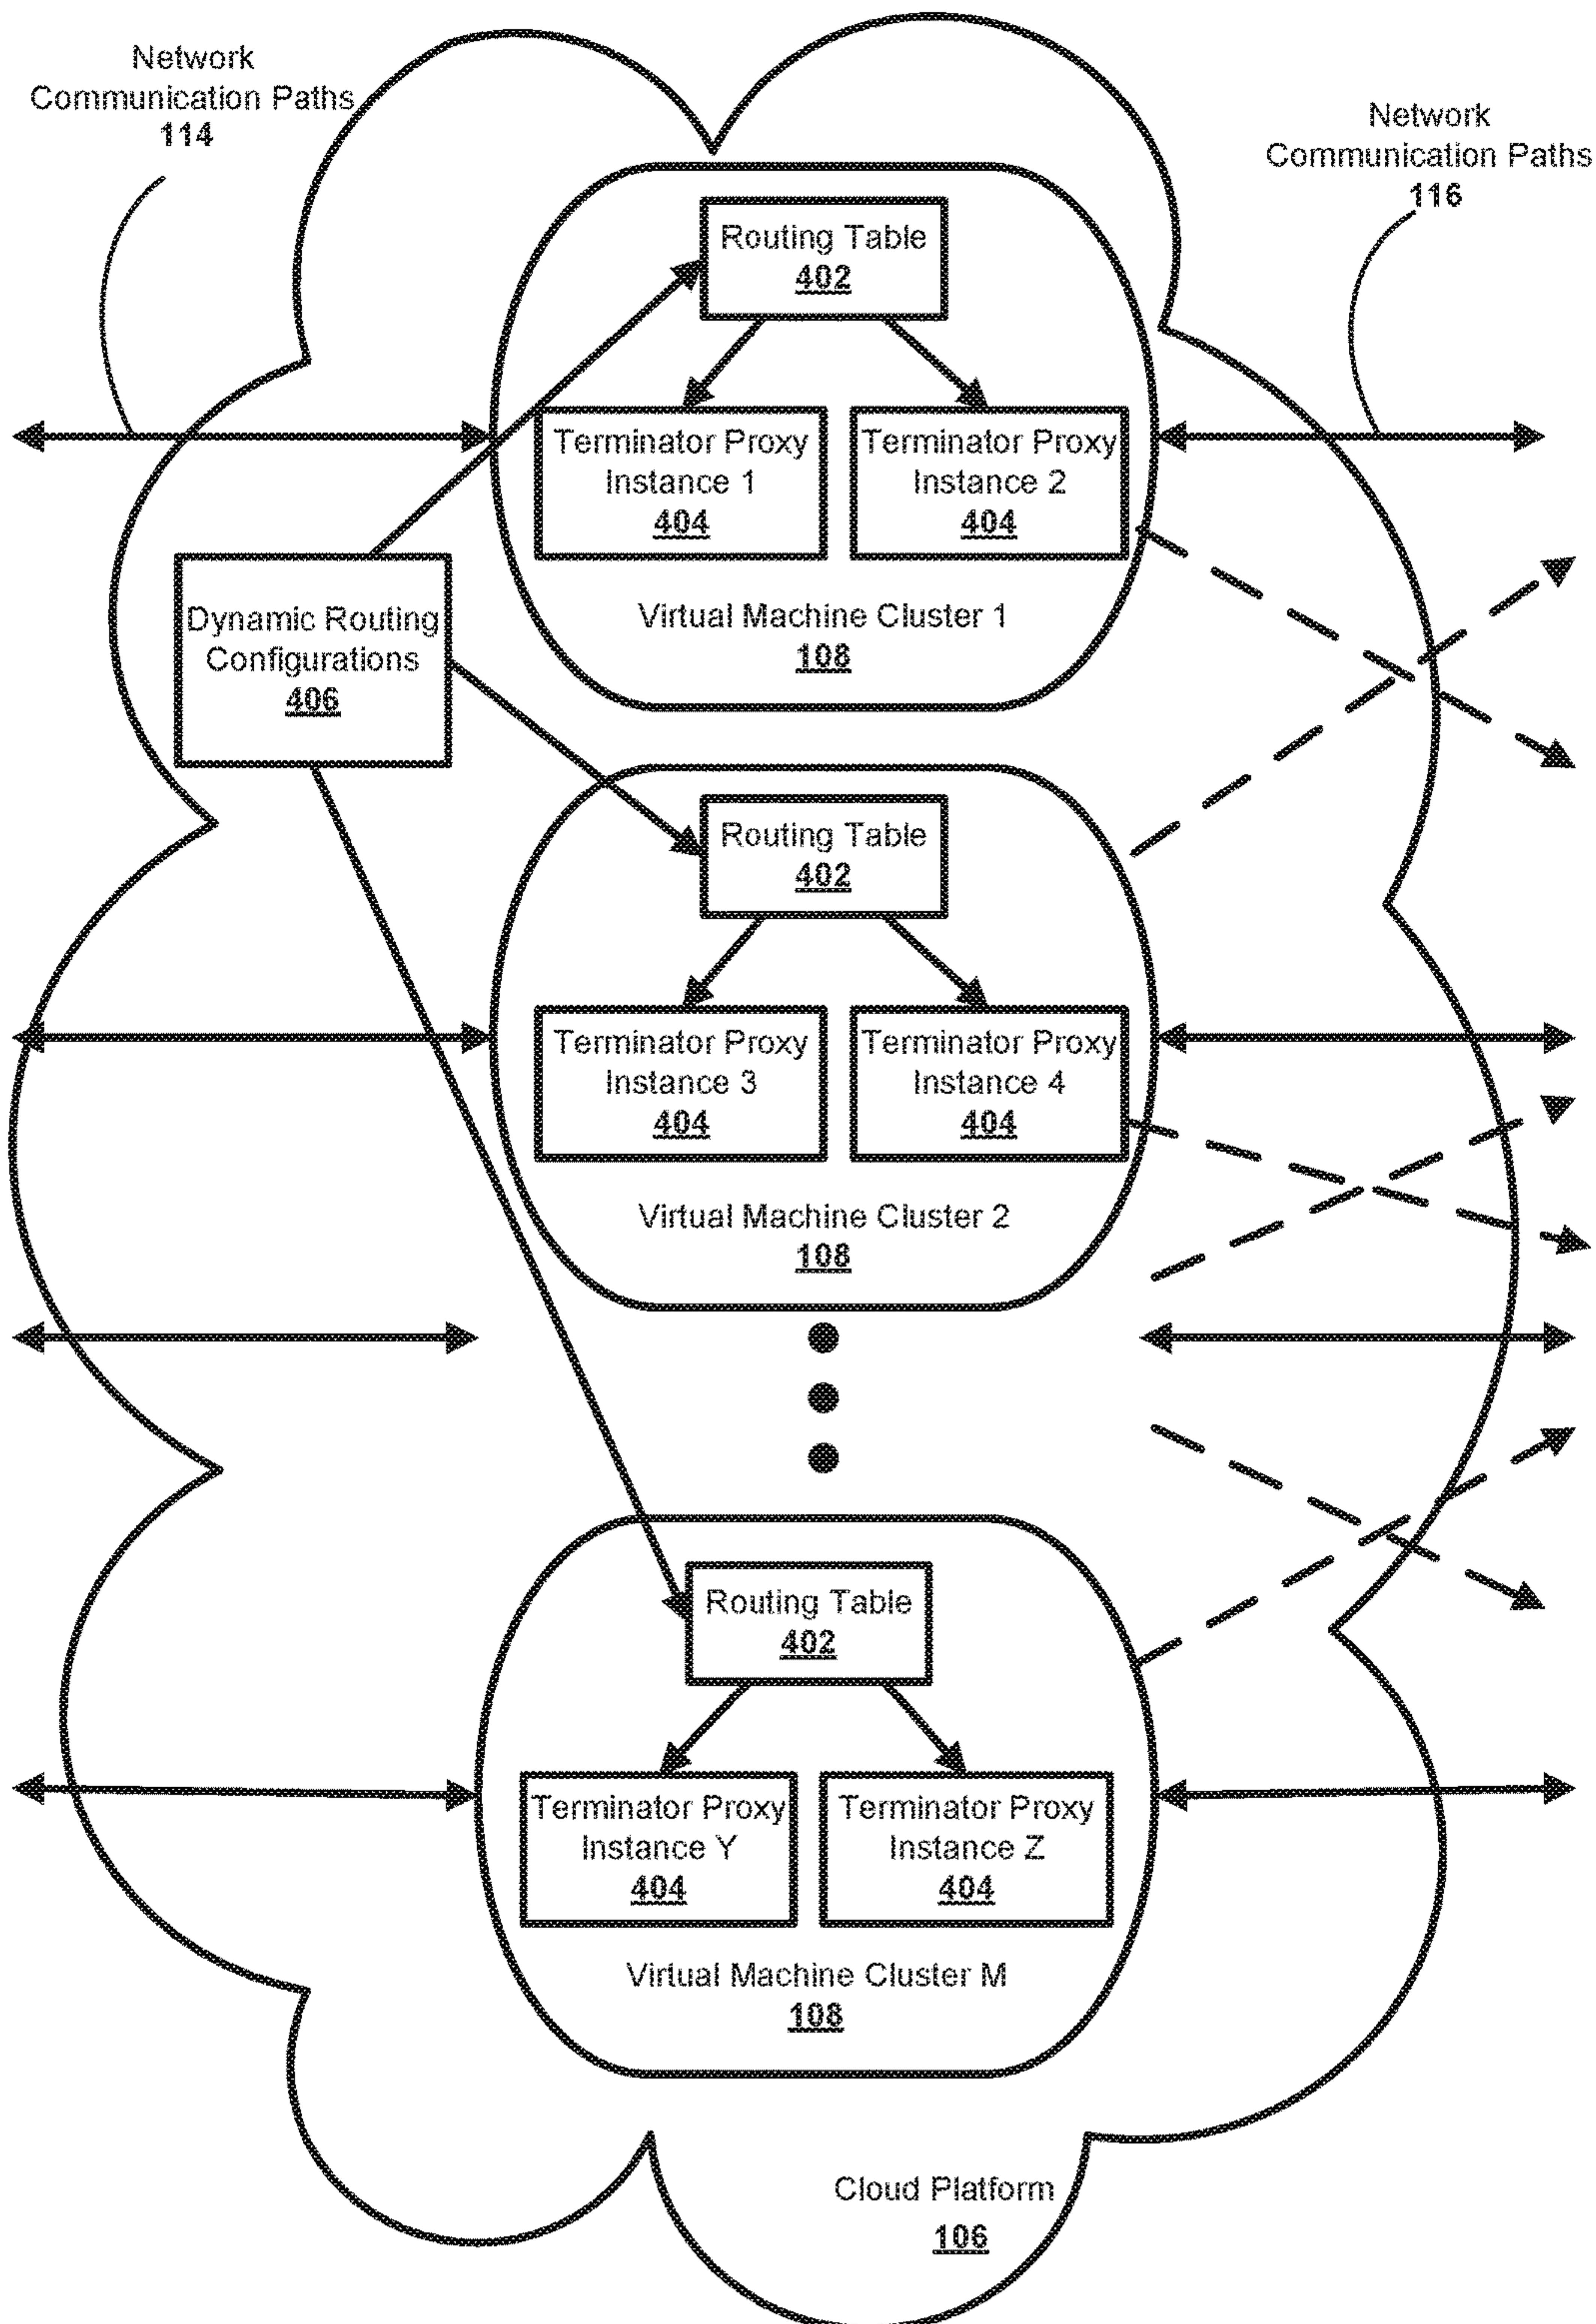 Network
Communication Paths
114
Network
Communication Paths
116
Routing Table
402
Terminator Proxy
Instance 1
404
Terminator Proxy
Instance 2
404
Virtual Machine Cluster 1
108
Dynamic Routing
Configurations
406
Routing Table
402
Terminator Proxy
Instance 3
404
Terminator Proxy
Instance 4
404
Virtual Machine Cluster 2
108
Routing Table
402
Terminator Proxy
Instance Y
404
Terminator Proxy
Instance Z
404
Virtual Machine Cluster M
108
Cloud Platform
106